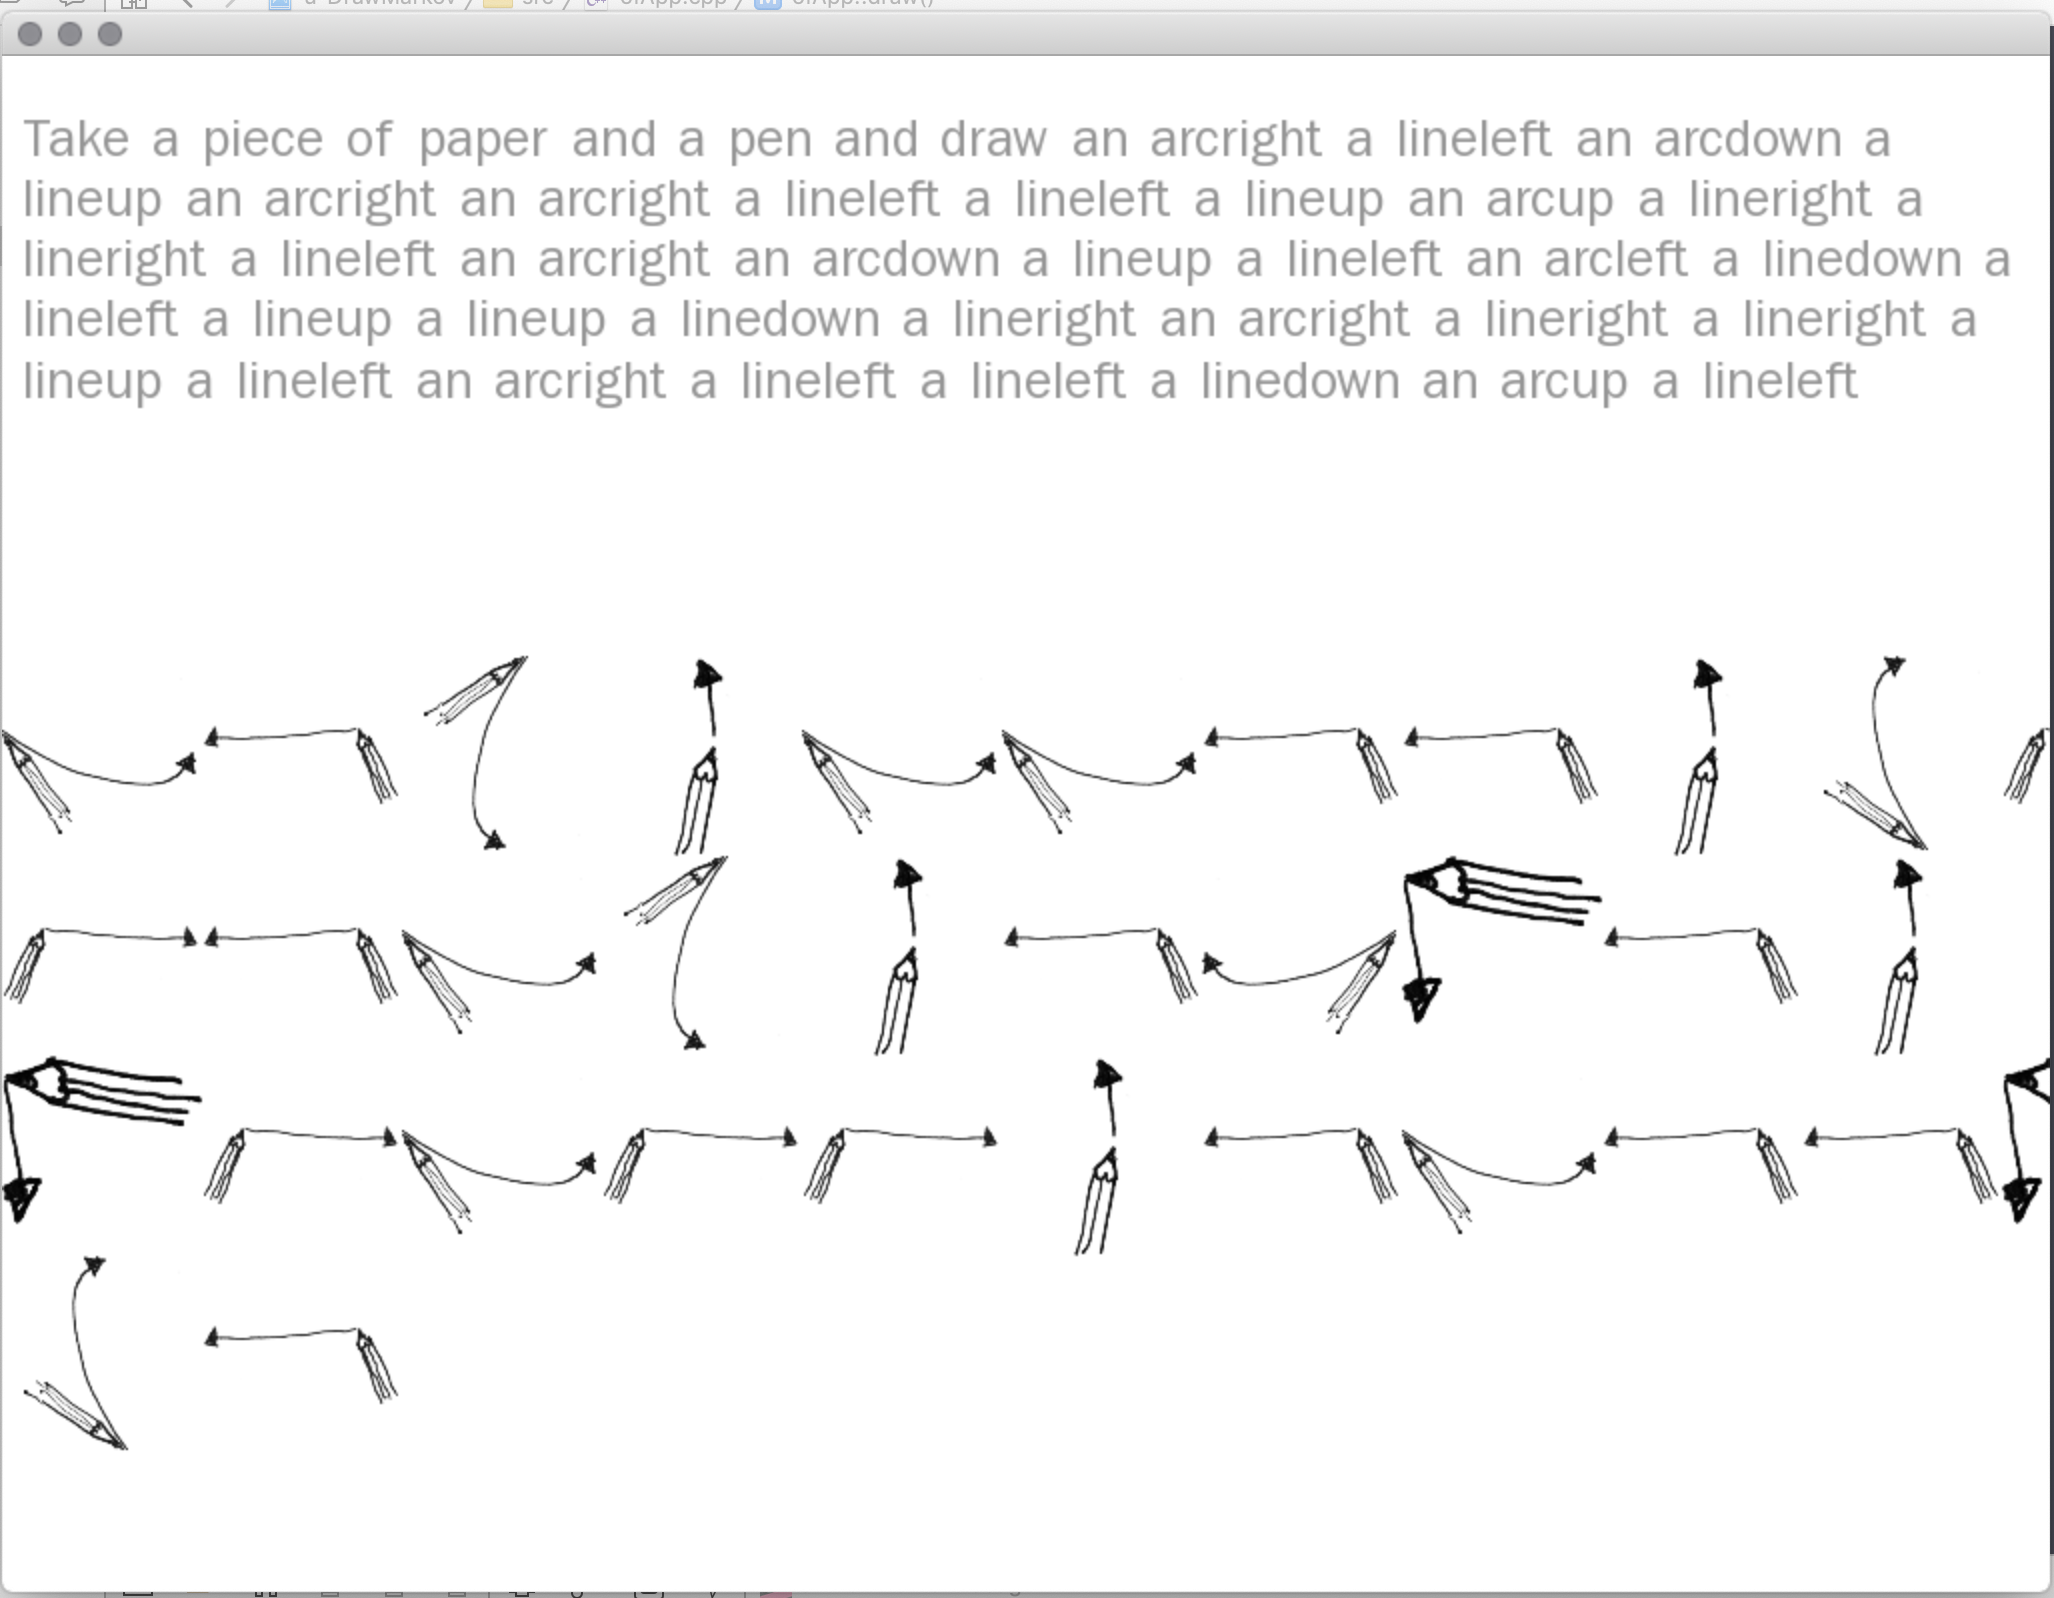 a-DrawMarkov / src / ofApp.cpp / M ofApp::draw()
Take a piece of paper and a pen and draw an arcright a lineleft an arcdown a
lineup an arcright an arcright a lineleft a lineleft a lineup an arcup a lineright a
lineright a lineleft an arcright an arcdown a lineup a lineleft an arcleft a linedown a
lineleft a lineup a lineup a linedown a lineright an arcright a lineright a lineright a
lineup a lineleft an arcright a lineleft a lineleft a linedown an arcup a lineleft